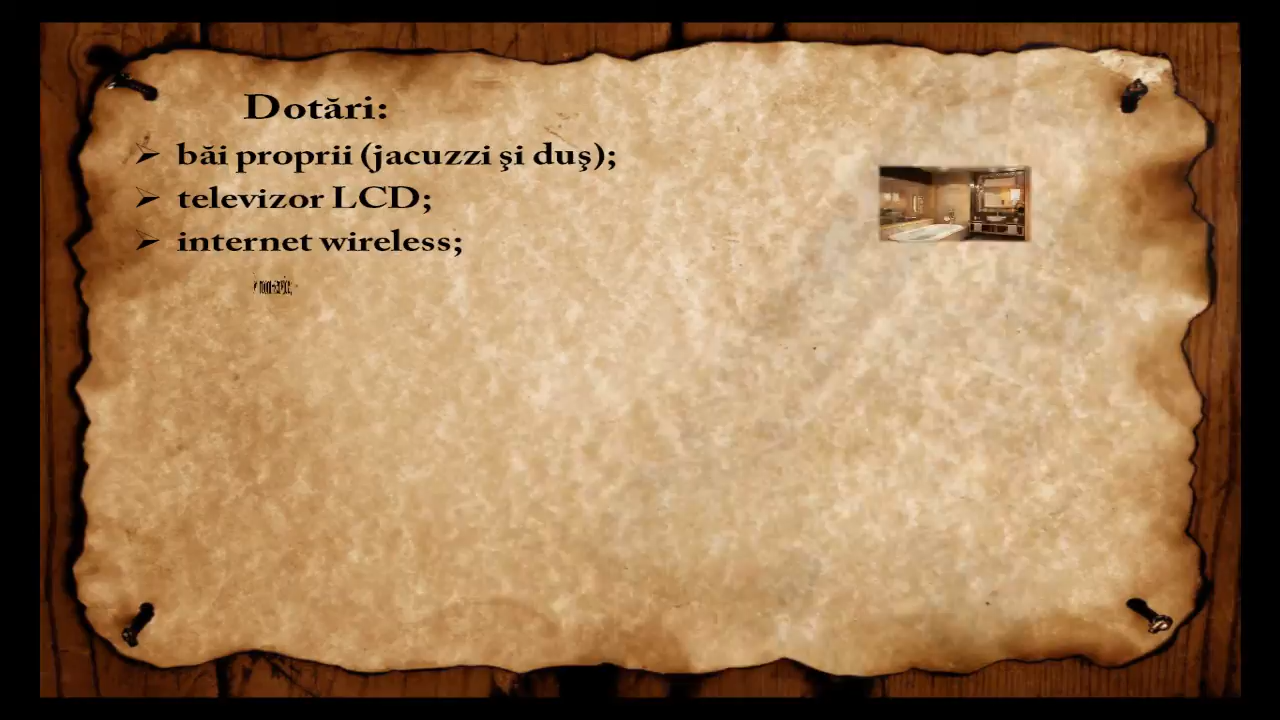 Dotări:
➢ băi proprii (jacuzzi şi duş);
➢ televizor LCD;
➢ internet wireless;